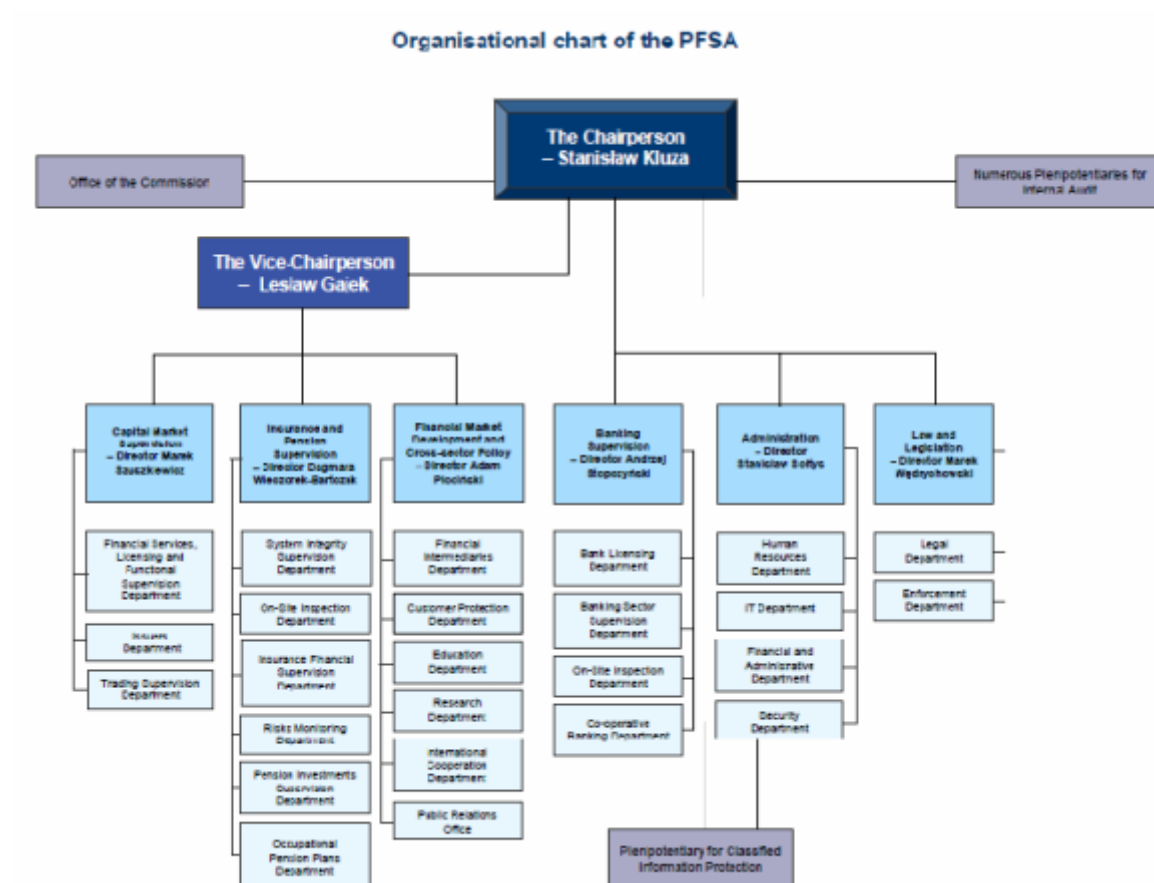 Organisational chart of the PFSA
The Chairperson
– Stanisław Kluza
Office of the Commission
Numerous Plenipotentiaries for
Internal Audit
The Vice-Chairperson
– Lesław Gajek
Capital Market
Supervision
– Director Marek
Szuszkiewicz
Insurance and
Pension
Supervision
– Director Dagmara
Wieczorek-Bartczak
Financial Market
Development and
Cross-sector Policy
– Director Adam
Płociński
Banking
Supervision
– Director Andrzej
Stopczyński
Administration
– Director
Stanisław Sołtys
Law and
Legislation
– Director Marek
Wędrychowski
Financial Services,
Licensing and
Functional
Supervision
Department
Issuers
Department
Trading Supervision
Department
System Integrity
Supervision
Department
On-Site Inspection
Department
Insurance Financial
Supervision
Department
Risks Monitoring
Department
Pension Investments
Supervision
Department
Occupational
Pension Plans
Department
Financial
Intermediaries
Department
Customer Protection
Department
Education
Department
Research
Department
International
Cooperation
Department
Public Relations
Office
Bank Licensing
Department
Banking Sector
Supervision
Department
On-Site Inspection
Department
Co-operative
Banking Department
Human
Resources
Department
IT Department
Financial and
Administrative
Department
Security
Department
Legal
Department
Enforcement
Department
Plenipotentiary for Classified
Information Protection